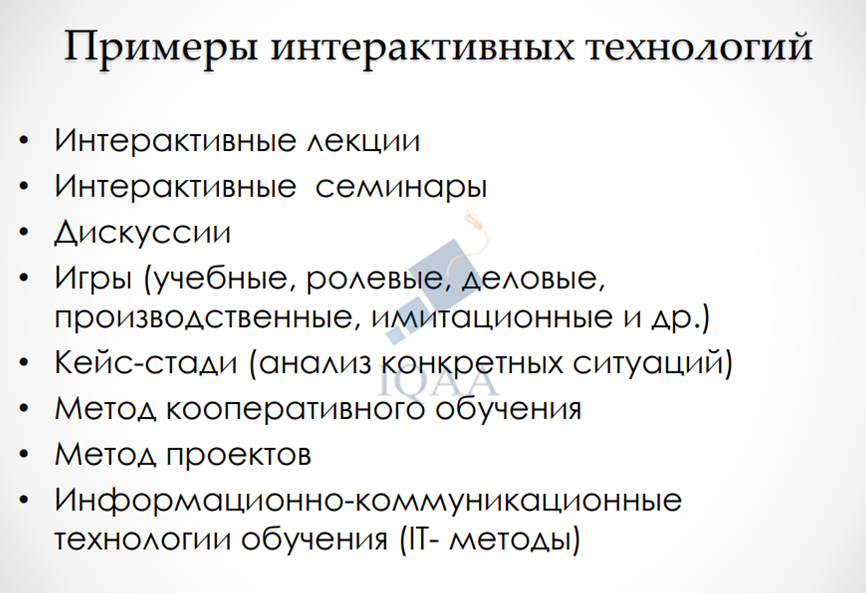 Примеры интерактивных технологий
• Интерактивные лекции
• Интерактивные семинары
• Дискуссии
• Игры (учебные, ролевые, деловые,
производственные, имитационные и др.)
• Кейс-стади (анализ конкретных ситуаций)
• Метод кооперативного обучения
• Метод проектов
• Информационно-коммуникационные
технологии обучения (IT- методы)
IQAA